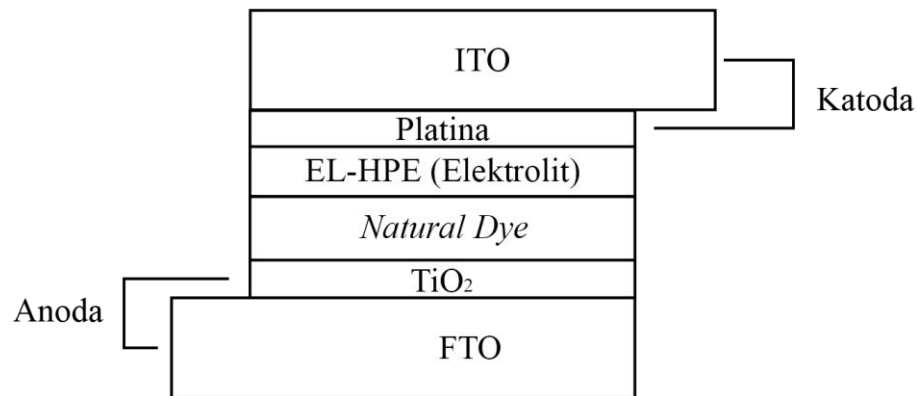 ITO
Katoda
Platina
EL-HPE (Elektrolit)
Natural Dye
TiO₂
Anoda
FTO